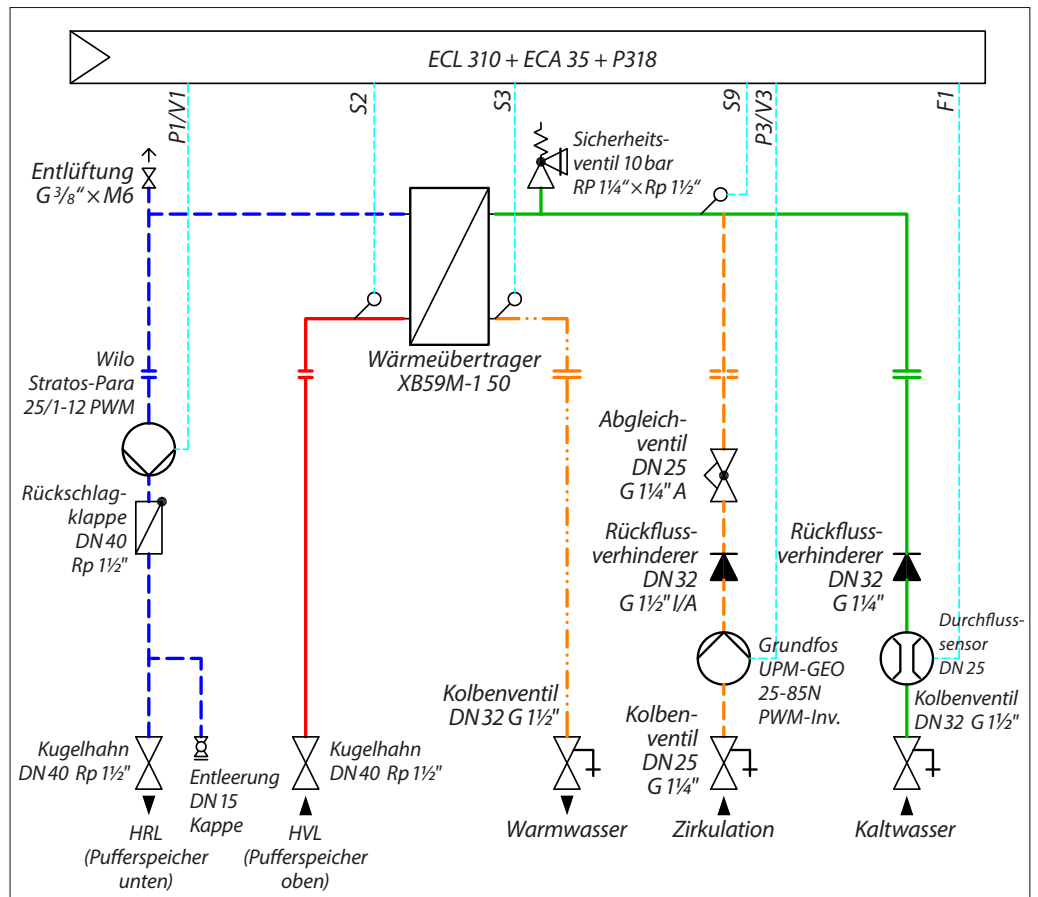 ECL 310 + ECA 35 + P318
P1/V1
S2
S3
S9
P3/V3
F1
Entlüftung
G 3/8“ × M6
Sicherheits-
ventil 10 bar
RP 1¼“ × Rp 1½“
Wärmeübertrager
XB59M-1 50
Wilo
Stratos-Para
25/1-12 PWM
Rückschlag-
klappe
DN 40
Rp 1½"
Abgleich-
ventil
DN 25
G 1¼" A
Rückfluss-
verhinderer
DN 32
G 1½" I/A
Rückfluss-
verhinderer
DN 32
G 1¼"
Grundfos
UPM-GEO
25-85N
PWM-Inv.
Durchfluss-
sensor
DN 25
Kolbenventil
DN 32 G 1½"
Kolben-
ventil
DN 25
G 1¼"
Kolbenventil
DN 32 G 1½"
Kugelhahn
DN 40 Rp 1½"
Entleerung
DN 15
Kappe
Kugelhahn
DN 40 Rp 1½"
HRL
(Pufferspeicher
unten)
HVL
(Pufferspeicher
oben)
Warmwasser
Zirkulation
Kaltwasser